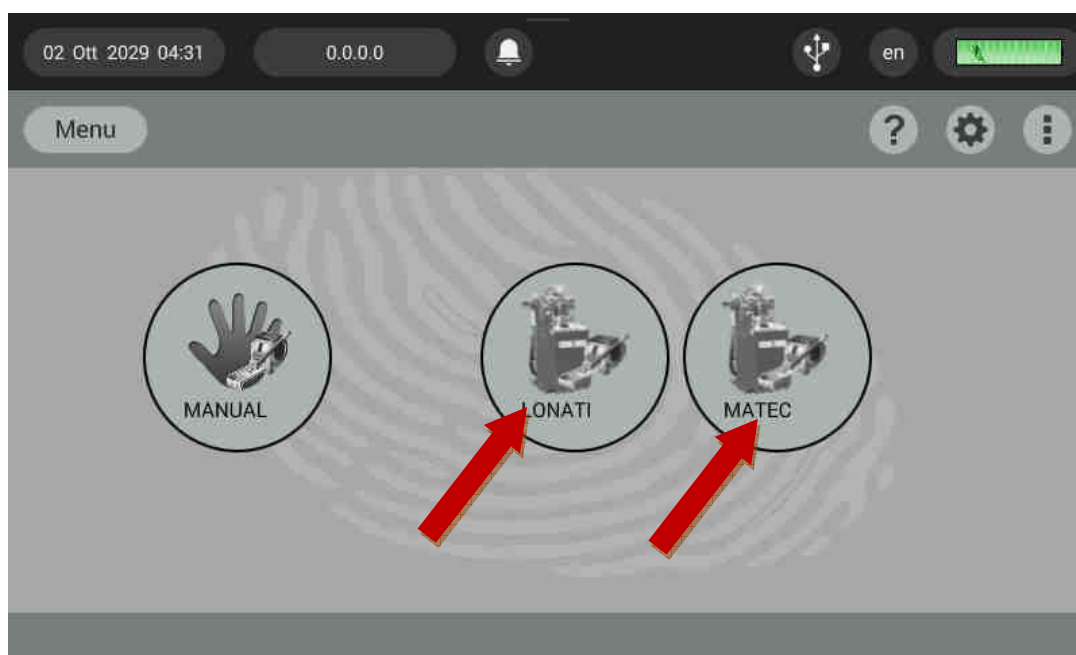 02 Ott 2029 04:31
0.0.0.0
en
Menu
?
MANUAL
LONATI
MATEC